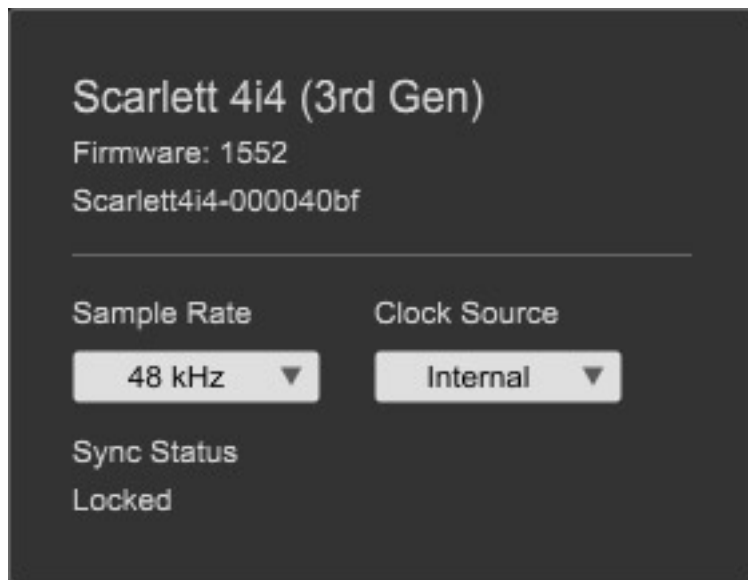 Scarlett 4i4 (3rd Gen)
Firmware: 1552
Scarlett4i4-000040bf
Sample Rate
Clock Source
48 kHz
Internal
Sync Status
Locked